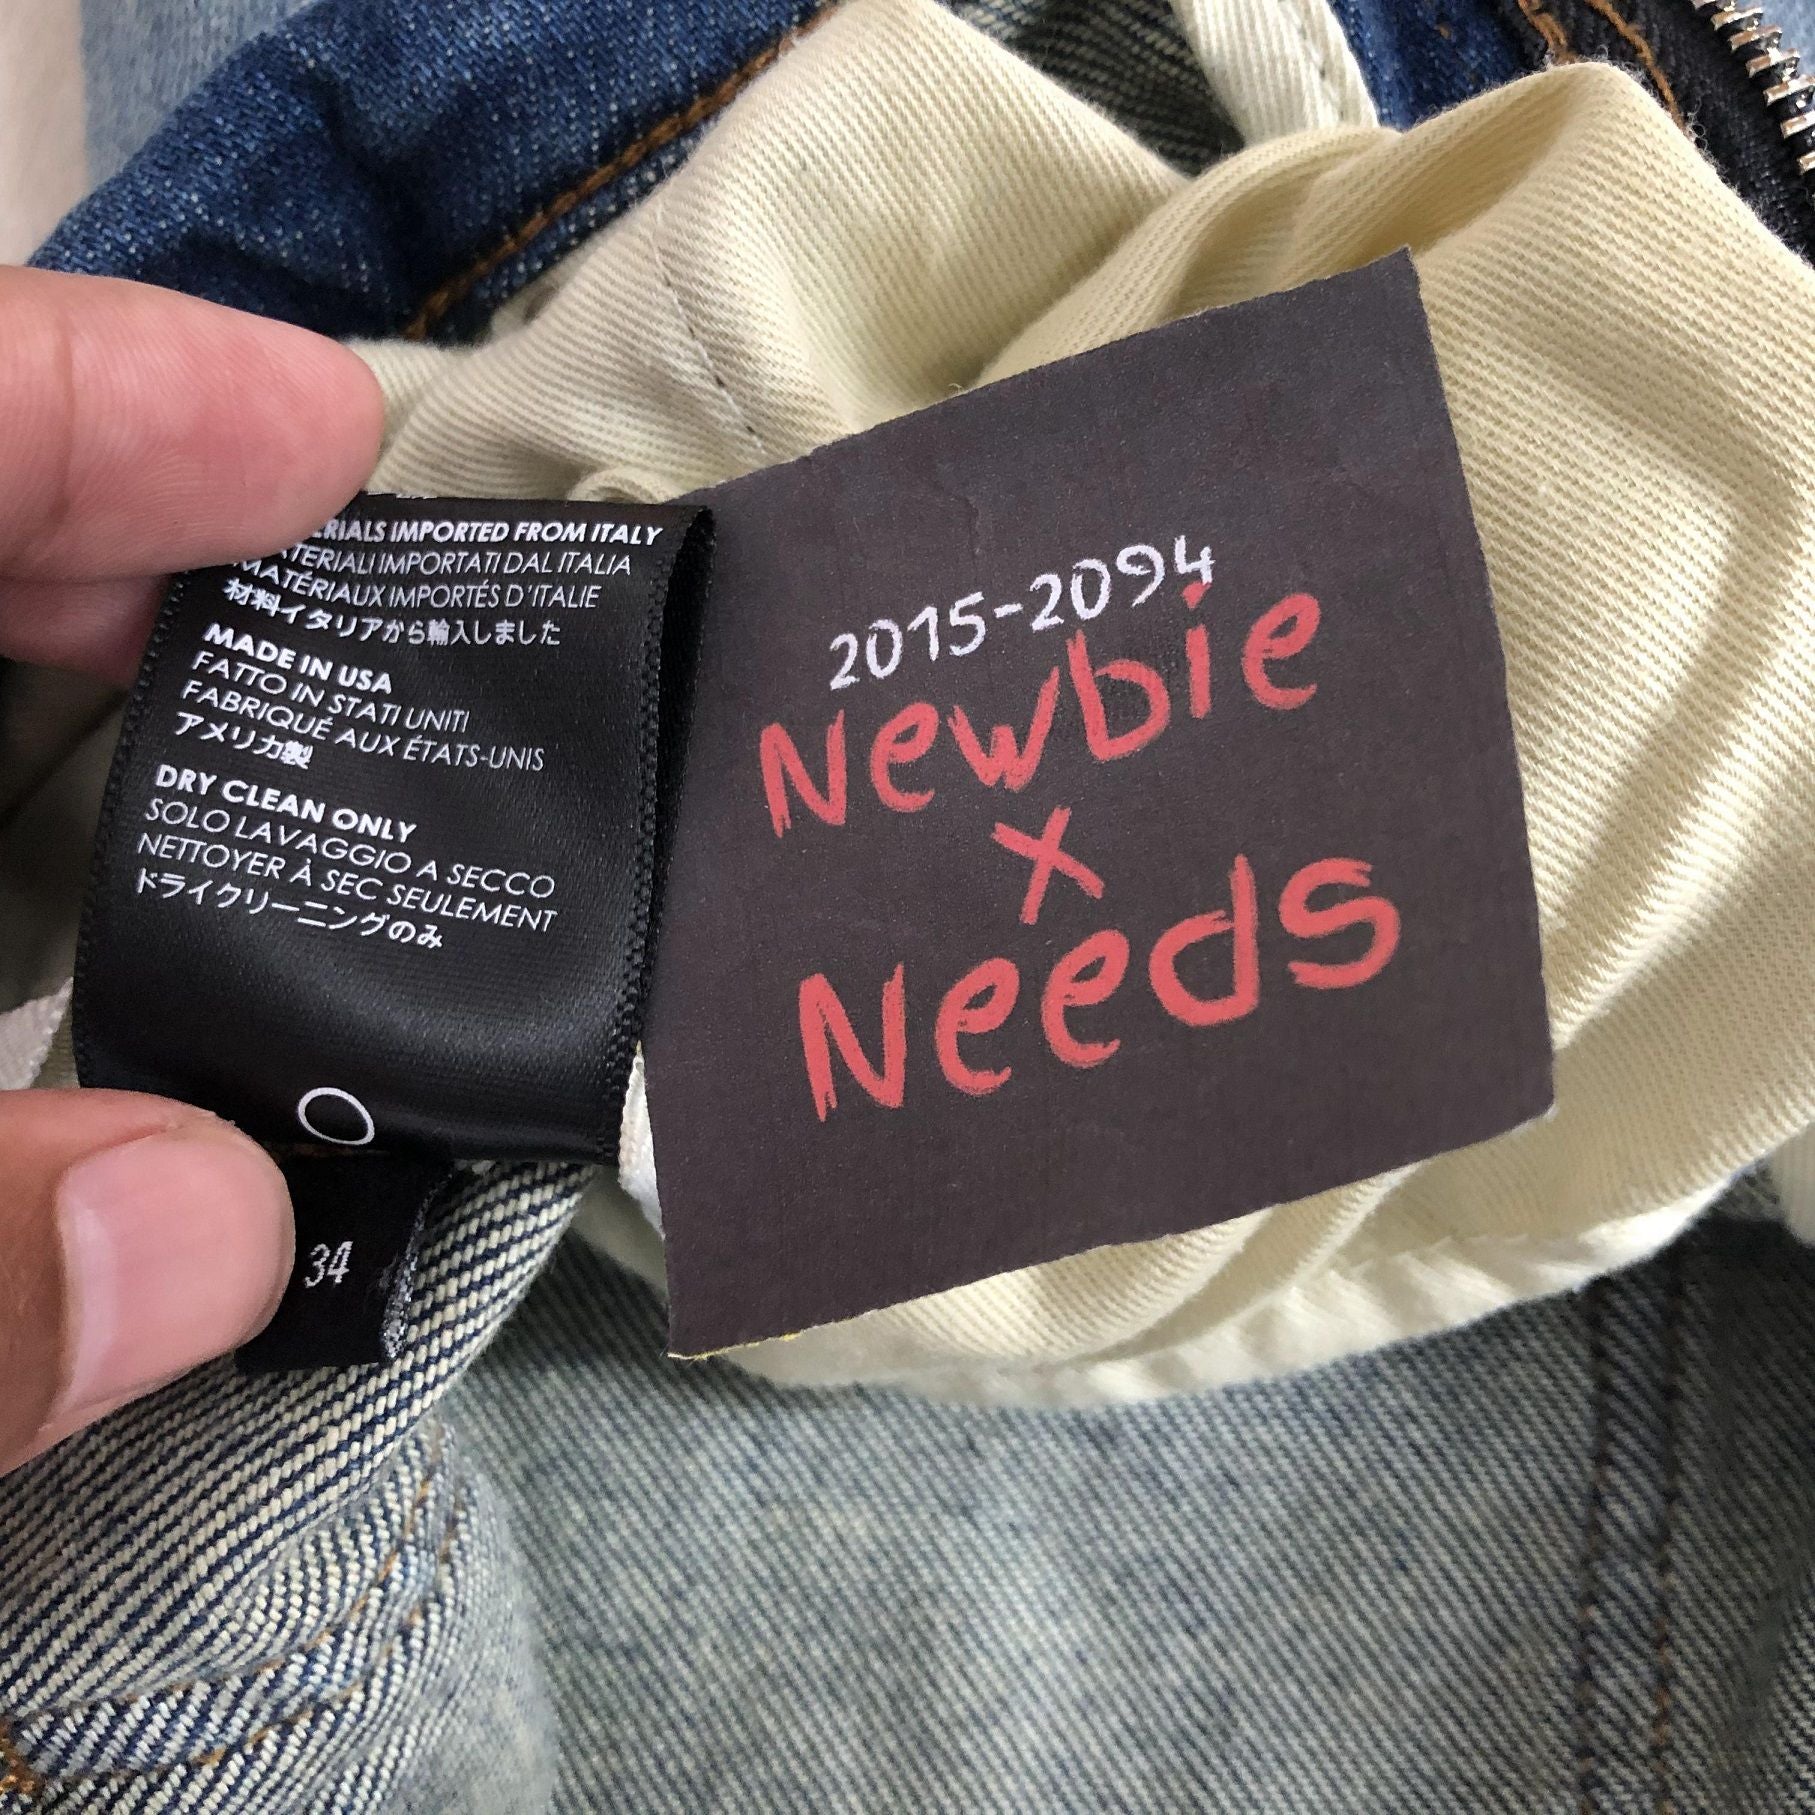 IMPORTED FROM ITALY
IMPORTATI DAL ITALIA
MATÉRIAUX IMPORTÉS D'ITALIE
材料イタリアから輸入しました
MADE IN USA
FATTO IN STATI UNITI
FABRIQUÉ AUX ÉTATS-UNIS
アメリカ製
DRY CLEAN ONLY
SOLO LAVAGGIO A SECCO
NETTOYER À SEC SEULEMENT
ドライクリーニングのみ
34
2015-2094
Newbie
x
Needs